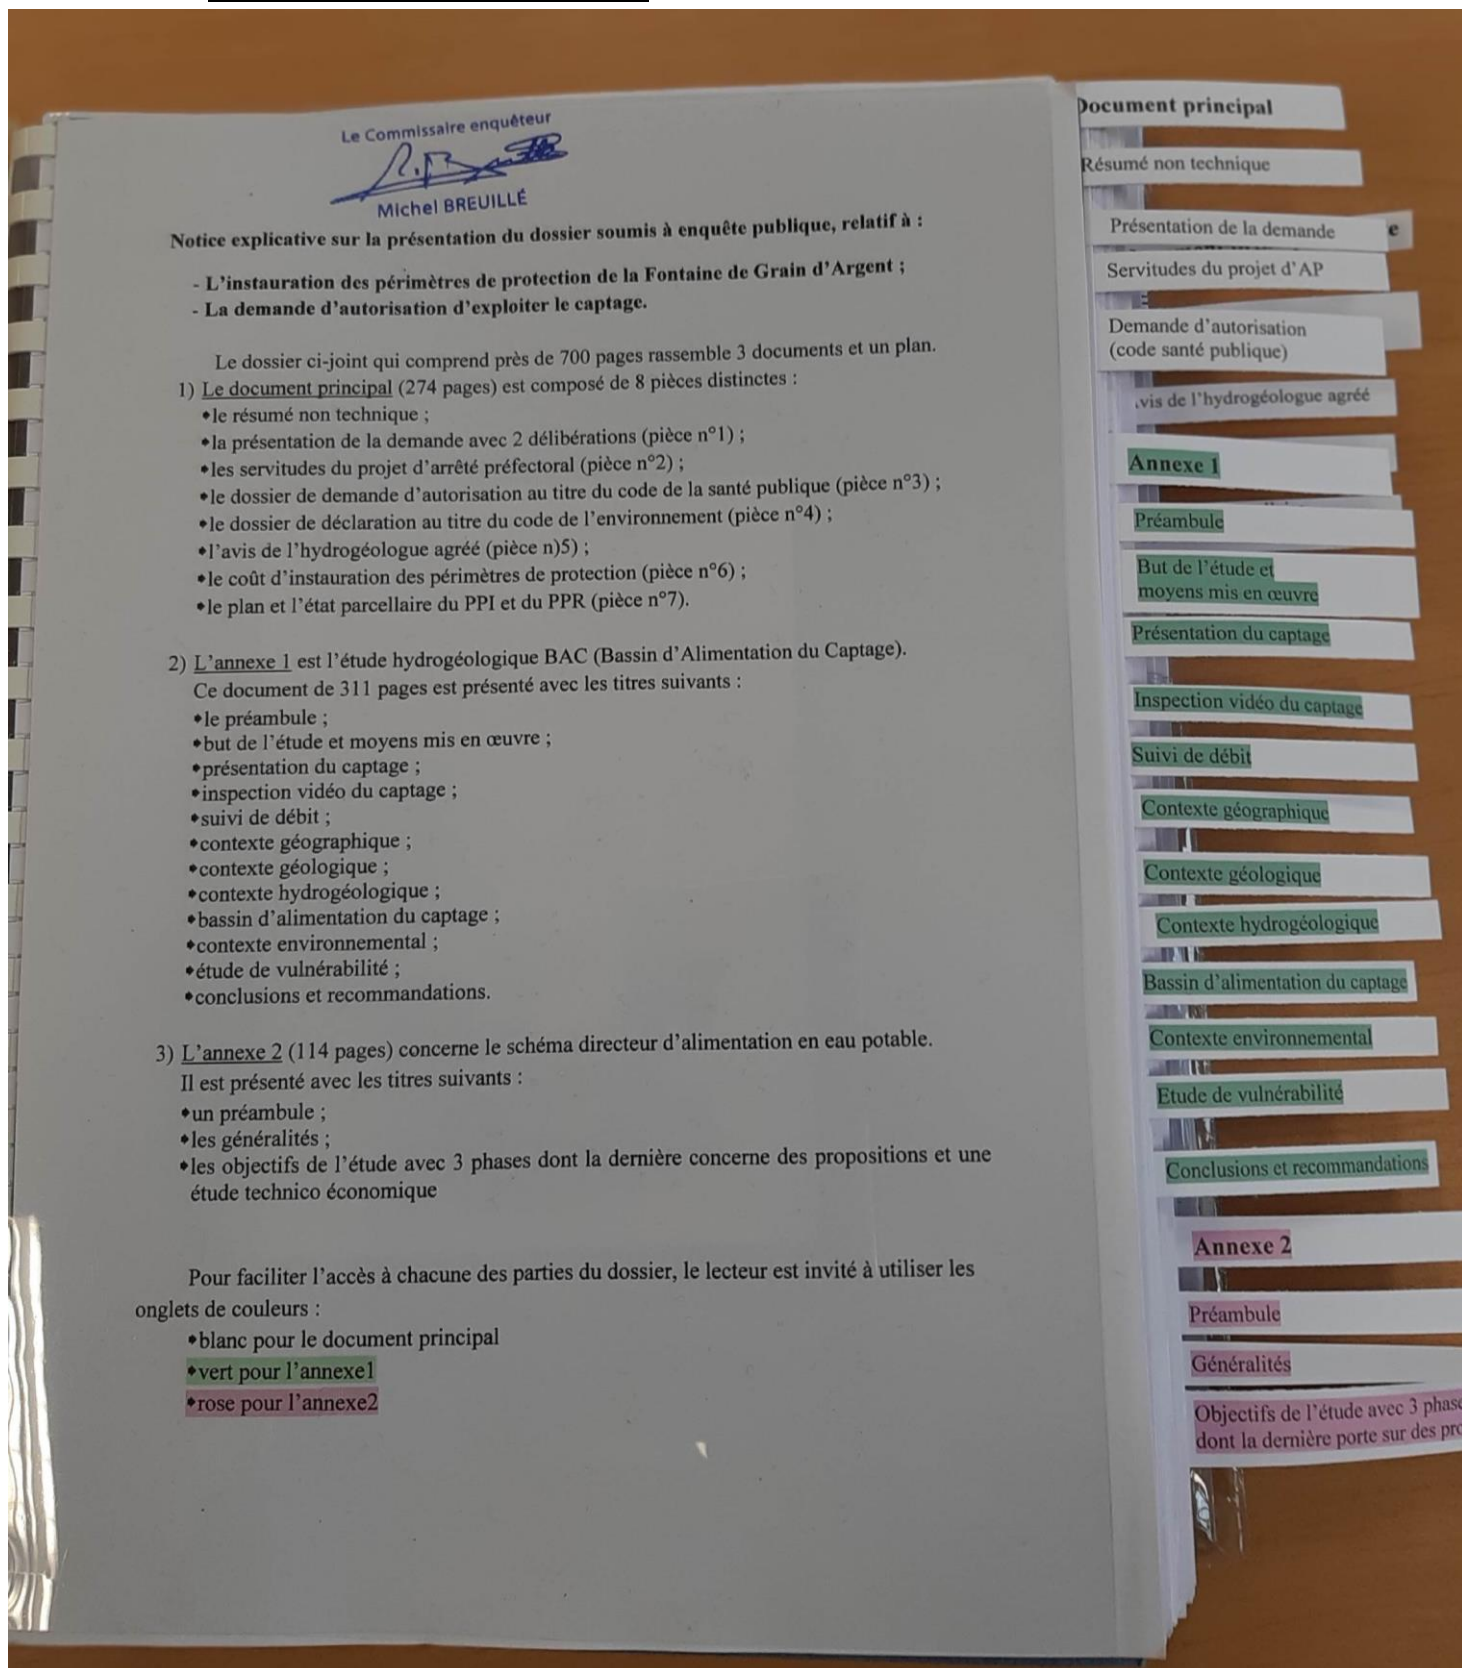 Le Commissaire enquêteur
Michel BREUILLÉ
Notice explicative sur la présentation du dossier soumis à enquête publique, relatif à :
- L'instauration des périmètres de protection de la Fontaine de Grain d'Argent ;
- La demande d'autorisation d'exploiter le captage.
Le dossier ci-joint qui comprend près de 700 pages rassemble 3 documents et un plan.
1) Le document principal (274 pages) est composé de 8 pièces distinctes :
•le résumé non technique ;
•la présentation de la demande avec 2 délibérations (pièce n°1) ;
•les servitudes du projet d'arrêté préfectoral (pièce n°2) ;
•le dossier de demande d'autorisation au titre du code de la santé publique (pièce n°3) ;
•le dossier de déclaration au titre du code de l'environnement (pièce n°4) ;
•l'avis de l'hydrogéologue agréé (pièce n)5) ;
•le coût d'instauration des périmètres de protection (pièce n°6) ;
•le plan et l'état parcellaire du PPI et du PPR (pièce n°7).
2) L'annexe 1 est l'étude hydrogéologique BAC (Bassin d'Alimentation du Captage).
Ce document de 311 pages est présenté avec les titres suivants :
•le préambule ;
•but de l'étude et moyens mis en œuvre ;
•présentation du captage ;
•inspection vidéo du captage ;
•suivi de débit ;
•contexte géographique ;
•contexte géologique ;
•contexte hydrogéologique ;
•bassin d'alimentation du captage ;
•contexte environnemental ;
•étude de vulnérabilité ;
•conclusions et recommandations.
3) L'annexe 2 (114 pages) concerne le schéma directeur d'alimentation en eau potable.
Il est présenté avec les titres suivants :
•un préambule ;
•les généralités ;
•les objectifs de l'étude avec 3 phases dont la dernière concerne des propositions et une
étude technico économique
Pour faciliter l'accès à chacune des parties du dossier, le lecteur est invité à utiliser les
onglets de couleurs :
•blanc pour le document principal
•vert pour l'annexe1
•rose pour l'annexe2
Document principal
Résumé non technique
Présentation de la demande
e
Servitudes du projet d'AP
Demande d'autorisation
(code santé publique)
vis de l'hydrogéologue agréé
Annexe 1
Préambule
But de l'étude et
moyens mis en œuvre
Présentation du captage
Inspection vidéo du captage
Suivi de débit
Contexte géographique
Contexte géologique
Contexte hydrogéologique
Bassin d'alimentation du captage
Contexte environnemental
Etude de vulnérabilité
Conclusions et recommandations
Annexe 2
Préambule
Généralités
Objectifs de l'étude avec 3 phase
dont la dernière porte sur des pro